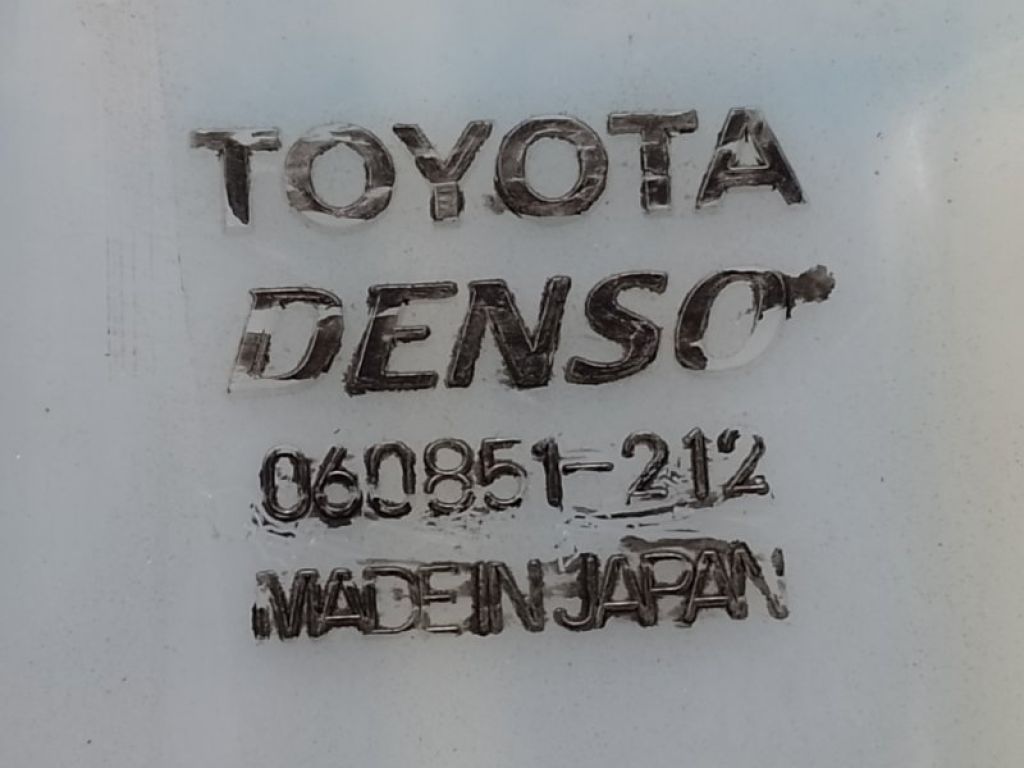 TOYOTA
DENSO
060851-212
MADE IN JAPAN